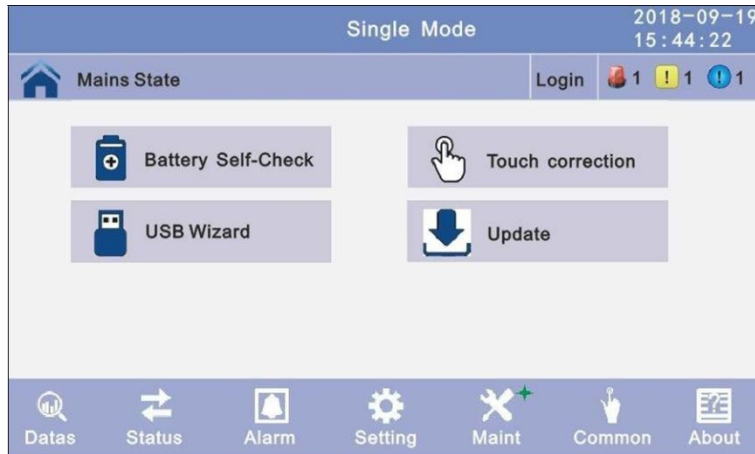 Single Mode
2018-09-19
15:44:22
Mains State
Login
1
! 1
! 1
Battery Self-Check
Touch correction
USB Wizard
Update
Datas
Status
Alarm
Setting
Maint
Common
About